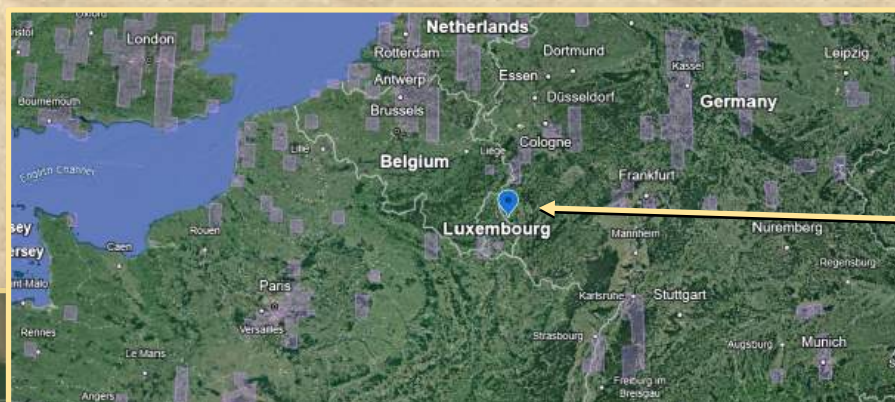 Oxford
Netherlands
London
Rotterdam
Dortmund
Leipzig
Antwerp
Essen
Kassel
Bournemouth
Brussels
Düsseldorf
Germany
Cologne
Lille
Liège
Belgium
English Channel
Frankfurt
Luxembourg
Rouen
Mannheim
Nuremberg
Caen
Regensburg
Paris
Karlsruhe
Stuttgart
Versailles
Rennes
Strasbourg
Augsburg
Munich
Le Mans
Freiburg im
Breisgau
Angers